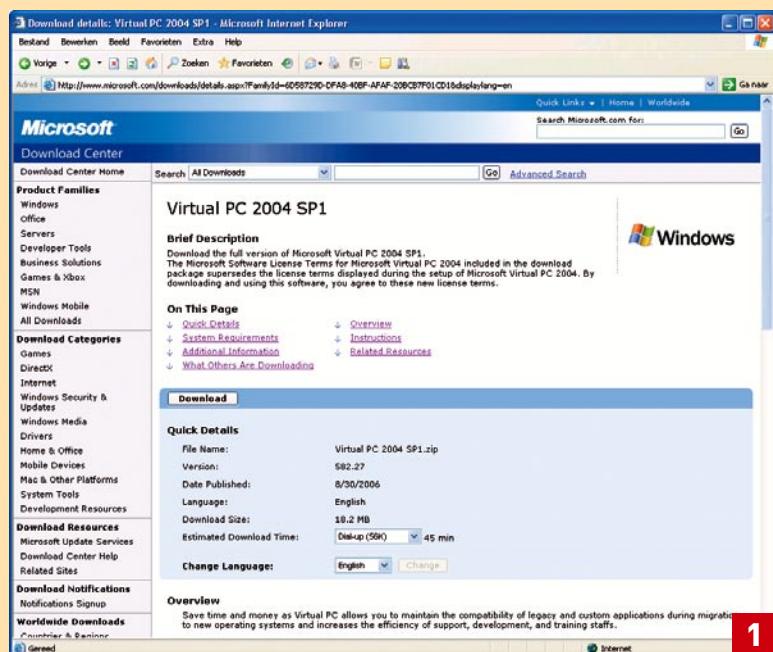 Download details: Virtual PC 2004 SP1 - Microsoft Internet Explorer
Bestand Bewerken Beeld Favorieten Extra Help
Vorige Zoeken Favorieten
Adres http://www.microsoft.com/downloads/details.aspx?FamilyId=6D58729D-DFA8-40BF-AFAF-20BCB7F01CD1&displaylang=en Ga naar
Quick Links | Home | Worldwide
Microsoft
Search Microsoft.com for:
Go
Download Center
Download Center Home
Search All Downloads Go Advanced Search
Product Families
Windows
Office
Servers
Developer Tools
Business Solutions
Games & Xbox
MSN
Windows Mobile
All Downloads
Download Categories
Games
DirectX
Internet
Windows Security &
Updates
Windows Media
Drivers
Home & Office
Mobile Devices
Mac & Other Platforms
System Tools
Development Resources
Download Resources
Microsoft Update Services
Download Center Help
Related Sites
Download Notifications
Notifications Signup
Worldwide Downloads
Countries & Regions
Virtual PC 2004 SP1
Windows
Brief Description
Download the full version of Microsoft Virtual PC 2004 SP1.
The Microsoft Software License Terms for Microsoft Virtual PC 2004 included in the download
package supersedes the license terms displayed during the setup of Microsoft Virtual PC 2004. By
downloading and using this software, you agree to these new license terms.
On This Page
Quick Details Overview
System Requirements Instructions
Additional Information Related Resources
What Others Are Downloading
Download
Quick Details
File Name: Virtual PC 2004 SP1.zip
Version: 582.27
Date Published: 8/30/2006
Language: English
Download Size: 18.2 MB
Estimated Download Time: Dial-up (56K) 45 min
Change Language: English Change
Overview
Save time and money as Virtual PC allows you to maintain the compatibility of legacy and custom applications during migratio
to new operating systems and increases the efficiency of support, development, and training staffs.
Gereed Internet
1